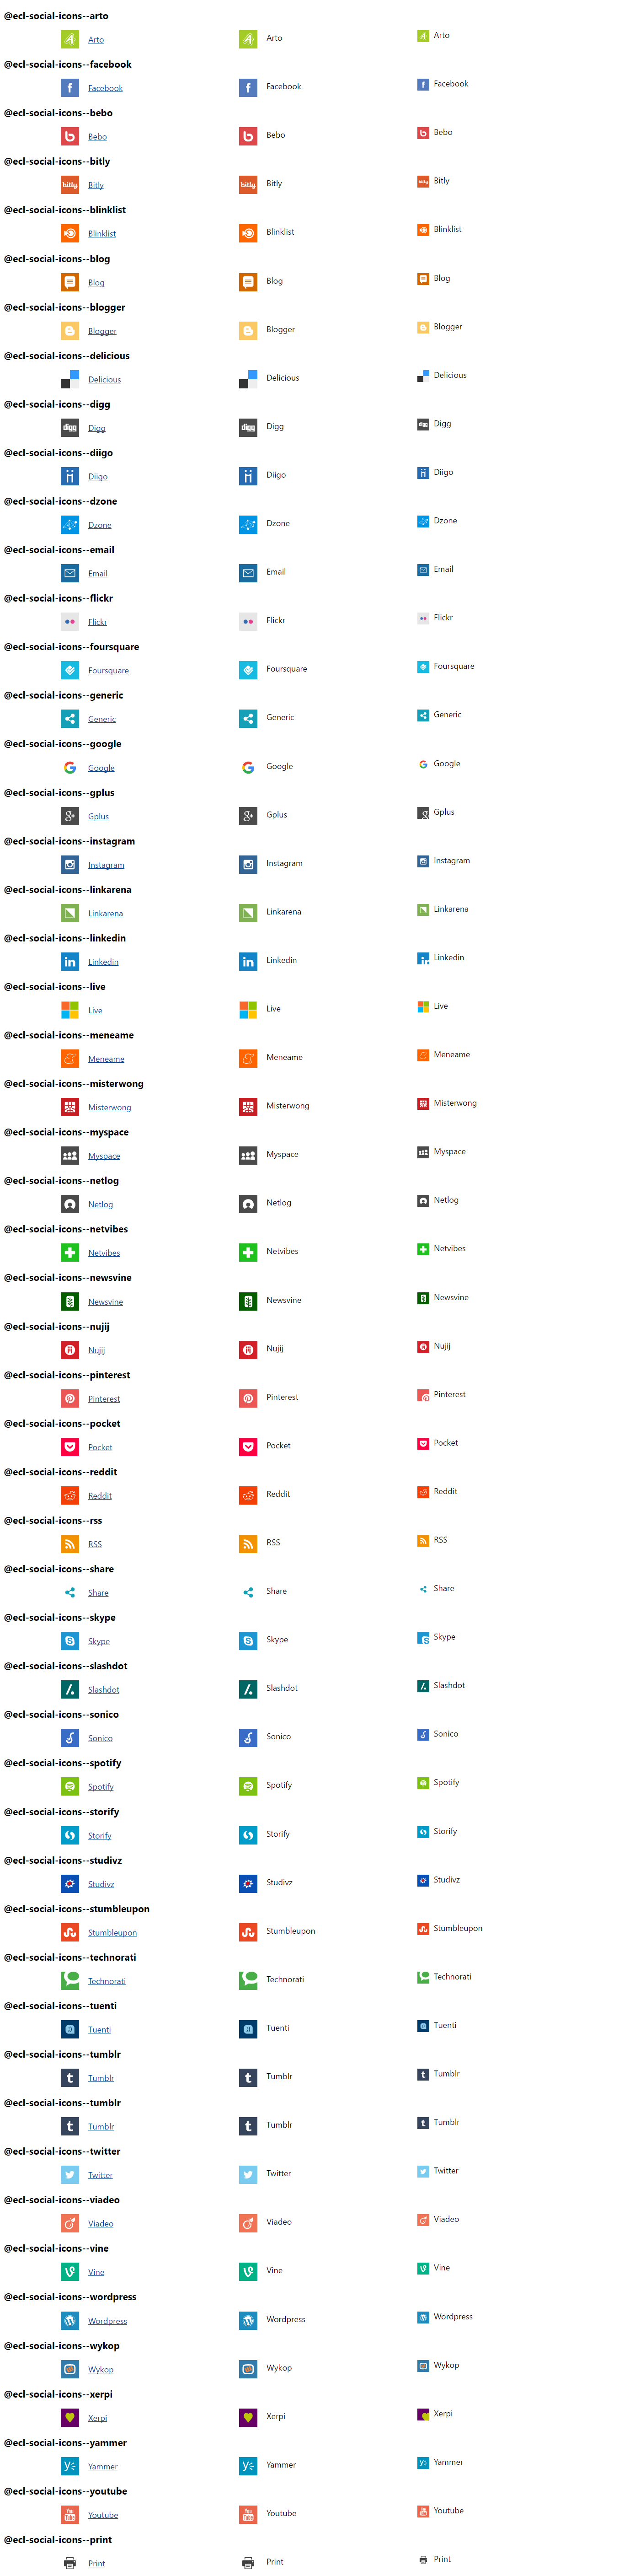 @ecl-social-icons--arto
Arto Arto Arto
@ecl-social-icons--facebook
Facebook Facebook Facebook
@ecl-social-icons--bebo
Bebo Bebo Bebo
@ecl-social-icons--bitly
bitly Bitly bitly Bitly bitly Bitly
@ecl-social-icons--blinklist
Blinklist Blinklist Blinklist
@ecl-social-icons--blog
Blog Blog Blog
@ecl-social-icons--blogger
Blogger Blogger Blogger
@ecl-social-icons--delicious
Delicious Delicious Delicious
@ecl-social-icons--digg
digg Digg digg Digg digg Digg
@ecl-social-icons--diigo
Diigo Diigo Diigo
@ecl-social-icons--dzone
Dzone Dzone Dzone
@ecl-social-icons--email
Email Email Email
@ecl-social-icons--flickr
Flickr Flickr Flickr
@ecl-social-icons--foursquare
Foursquare Foursquare Foursquare
@ecl-social-icons--generic
Generic Generic Generic
@ecl-social-icons--google
Google Google Google
@ecl-social-icons--gplus
Gplus Gplus Gplus
@ecl-social-icons--instagram
Instagram Instagram Instagram
@ecl-social-icons--linkarena
Linkarena Linkarena Linkarena
@ecl-social-icons--linkedin
in Linkedin in Linkedin in Linkedin
@ecl-social-icons--live
Live Live Live
@ecl-social-icons--meneame
Meneame Meneame Meneame
@ecl-social-icons--misterwong
Misterwong Misterwong Misterwong
@ecl-social-icons--myspace
Myspace Myspace Myspace
@ecl-social-icons--netlog
Netlog Netlog Netlog
@ecl-social-icons--netvibes
Netvibes Netvibes Netvibes
@ecl-social-icons--newsvine
Newsvine Newsvine Newsvine
@ecl-social-icons--nujij
Nujij Nujij Nujij
@ecl-social-icons--pinterest
Pinterest Pinterest Pinterest
@ecl-social-icons--pocket
Pocket Pocket Pocket
@ecl-social-icons--reddit
Reddit Reddit Reddit
@ecl-social-icons--rss
RSS RSS RSS
@ecl-social-icons--share
Share Share Share
@ecl-social-icons--skype
Skype Skype Skype
@ecl-social-icons--slashdot
Slashdot Slashdot Slashdot
@ecl-social-icons--sonico
Sonico Sonico Sonico
@ecl-social-icons--spotify
Spotify Spotify Spotify
@ecl-social-icons--storify
Storify Storify Storify
@ecl-social-icons--studivz
Studivz Studivz Studivz
@ecl-social-icons--stumbleupon
Stumbleupon Stumbleupon Stumbleupon
@ecl-social-icons--technorati
Technorati Technorati Technorati
@ecl-social-icons--tuenti
Tuenti Tuenti Tuenti
@ecl-social-icons--tumblr
Tumblr Tumblr Tumblr
@ecl-social-icons--tumblr
Tumblr Tumblr Tumblr
@ecl-social-icons--twitter
Twitter Twitter Twitter
@ecl-social-icons--viadeo
Viadeo Viadeo Viadeo
@ecl-social-icons--vine
Vine Vine Vine
@ecl-social-icons--wordpress
Wordpress Wordpress Wordpress
@ecl-social-icons--wykop
Wykop Wykop Wykop
@ecl-social-icons--xerpi
Xerpi Xerpi Xerpi
@ecl-social-icons--yammer
Yammer Yammer Yammer
@ecl-social-icons--youtube
You Tube Youtube You Tube Youtube You Tube Youtube
@ecl-social-icons--print
Print Print Print